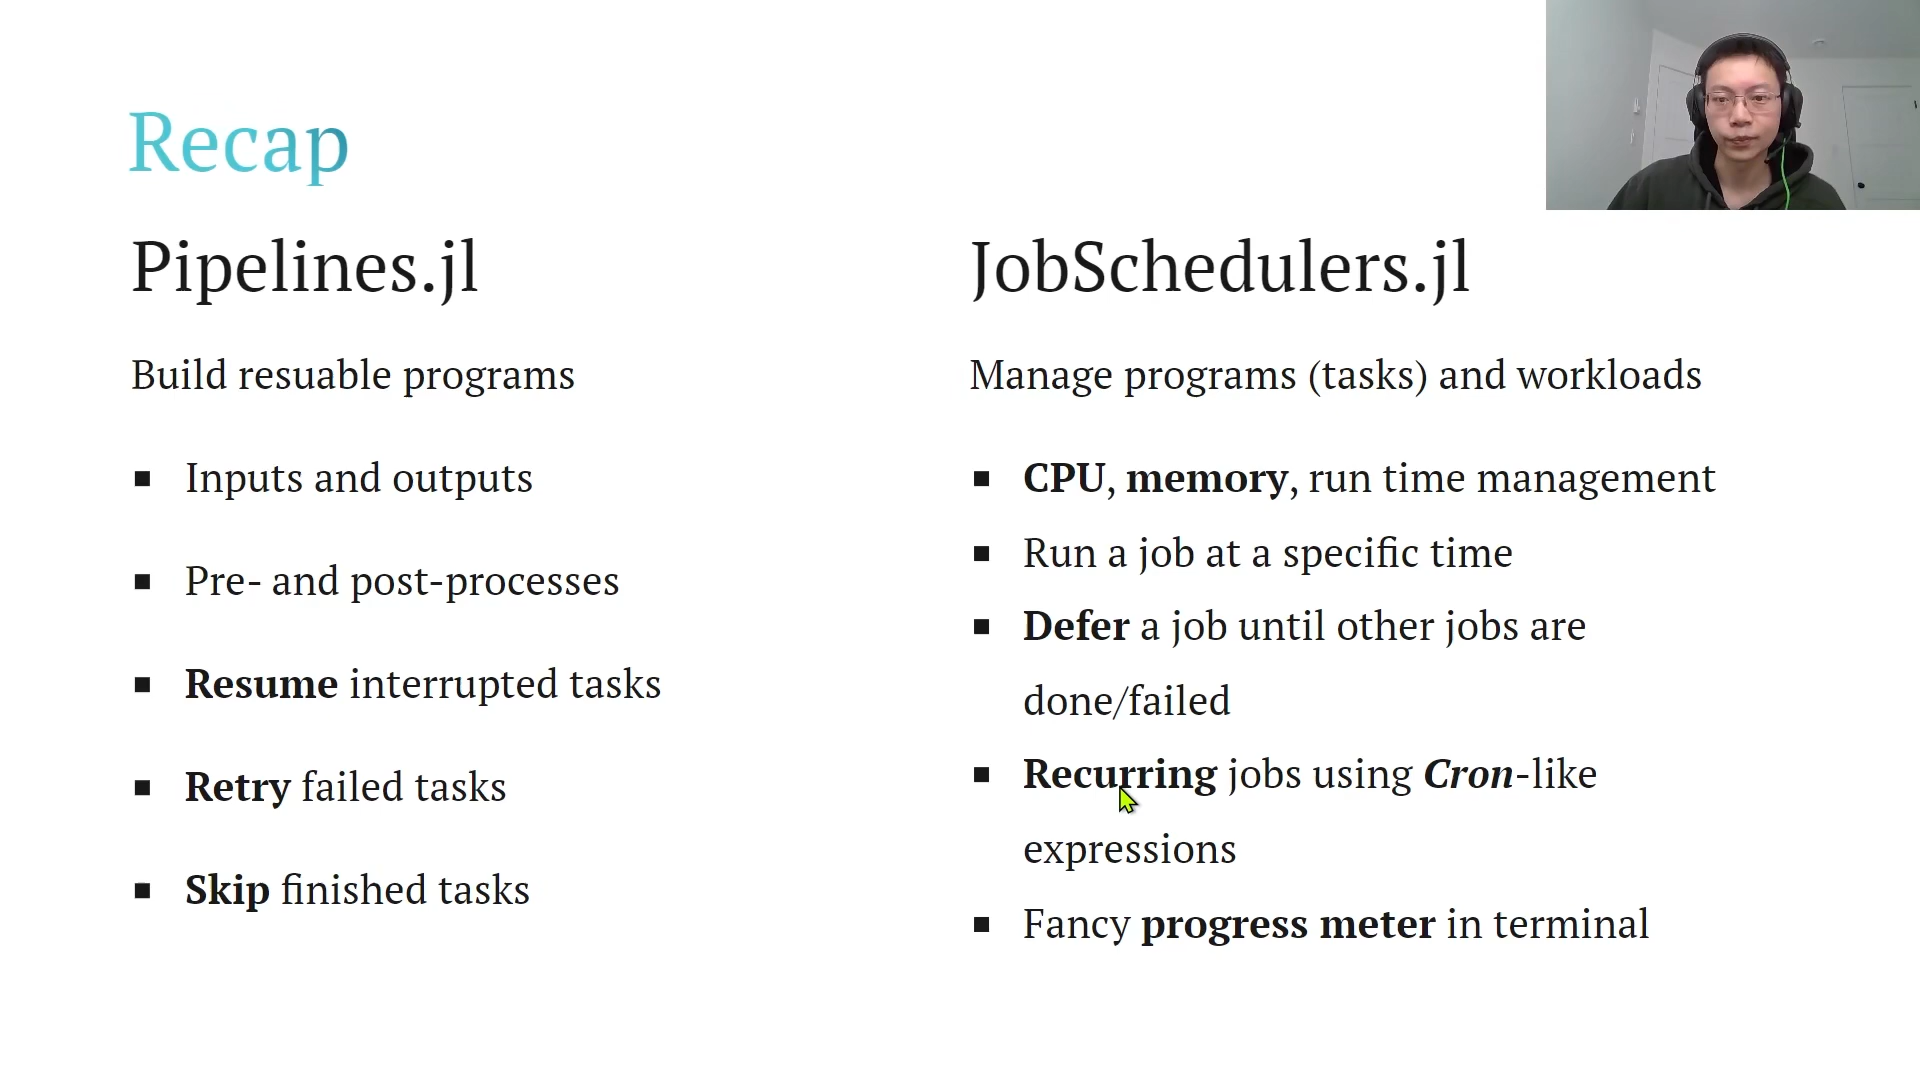 Recap
Pipelines.jl
Build resuable programs
■ Inputs and outputs
■ Pre- and post-processes
■ Resume interrupted tasks
■ Retry failed tasks
■ Skip finished tasks
JobSchedulers.jl
Manage programs (tasks) and workloads
■ CPU, memory, run time management
■ Run a job at a specific time
■ Defer a job until other jobs are
done/failed
■ Recurring jobs using Cron-like
expressions
■ Fancy progress meter in terminal